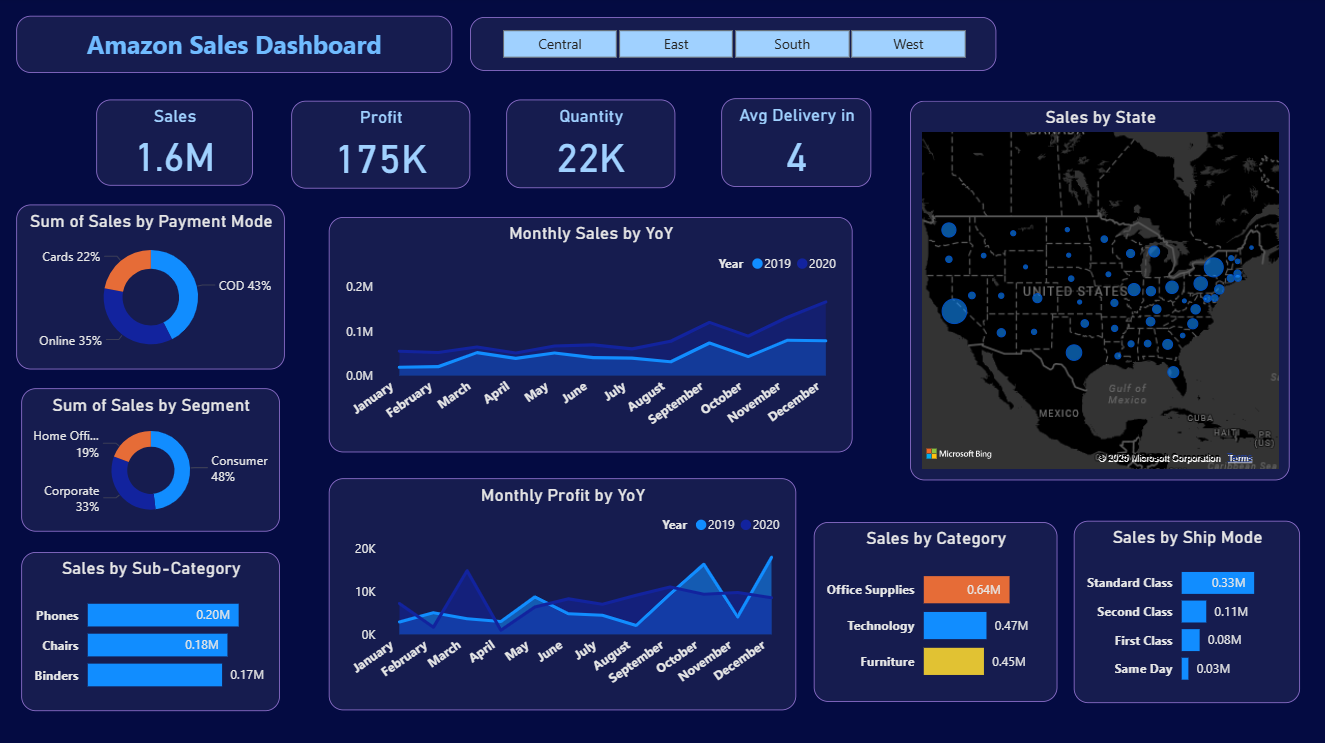 Amazon Sales Dashboard
Central East South West
Sales
1.6M
Profit
175K
Quantity
22K
Avg Delivery in
4
Sales by State
CANADA
UNITED STATES
Gulf of
Mexico
MEXICO
CUBA
HAITI
PR
(US)
Caribbean Sea
Microsoft Bing
© 2025 Microsoft Corporation Terms
Sum of Sales by Payment Mode
Cards 22%
COD 43%
Online 35%
Monthly Sales by YoY
Year 2019 2020
0.2M
0.1M
0.0M
January February March April May June July August September October November December
Sum of Sales by Segment
Home Offi...
19%
Consumer
48%
Corporate
33%
Monthly Profit by YoY
Year 2019 2020
20K
10K
0K
January February March April May June July August September October November December
Sales by Sub-Category
Phones 0.20M
Chairs 0.18M
Binders 0.17M
Sales by Category
Office Supplies 0.64M
Technology 0.47M
Furniture 0.45M
Sales by Ship Mode
Standard Class 0.33M
Second Class 0.11M
First Class 0.08M
Same Day 0.03M